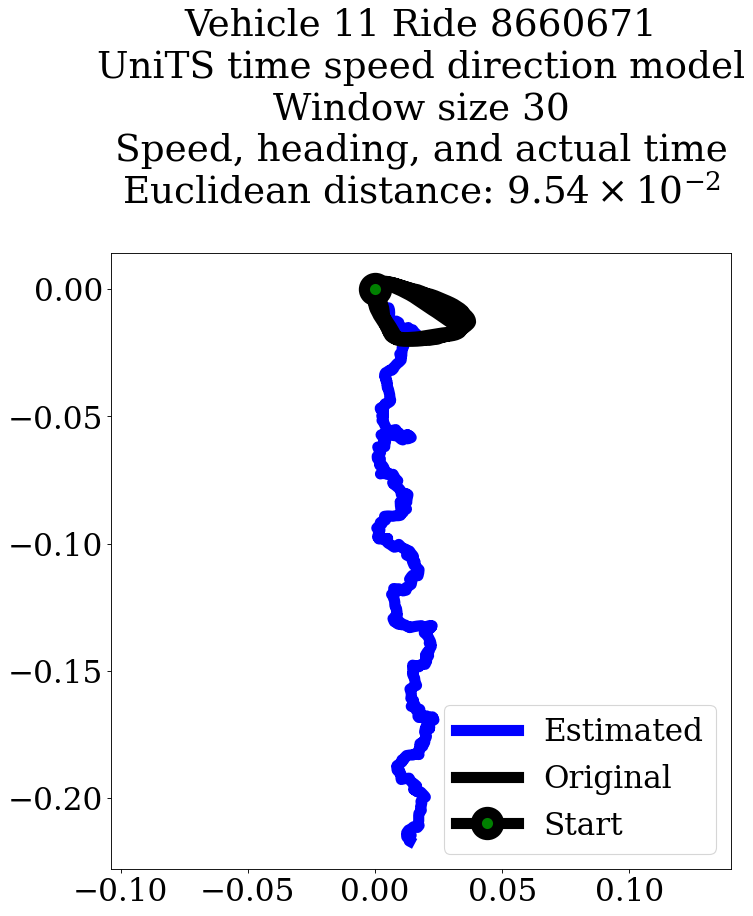 Vehicle 11 Ride 8660671
UniTS time speed direction model
Window size 30
Speed, heading, and actual time
Euclidean distance: 9.54 × 10⁻²
0.00
−0.05
−0.10
−0.15
−0.20
Estimated
Original
Start
−0.10 −0.05 0.00 0.05 0.10